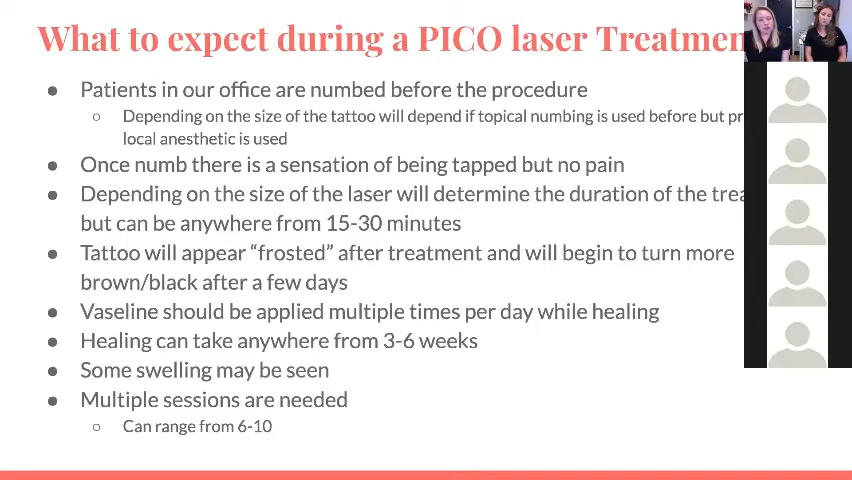 What to expect during a PICO laser Treatmen
● Patients in our office are numbed before the procedure
○ Depending on the size of the tattoo will depend if topical numbing is used before but pr
local anesthetic is used
● Once numb there is a sensation of being tapped but no pain
● Depending on the size of the laser will determine the duration of the trea
but can be anywhere from 15-30 minutes
● Tattoo will appear “frosted” after treatment and will begin to turn more
brown/black after a few days
● Vaseline should be applied multiple times per day while healing
● Healing can take anywhere from 3-6 weeks
● Some swelling may be seen
● Multiple sessions are needed
○ Can range from 6-10